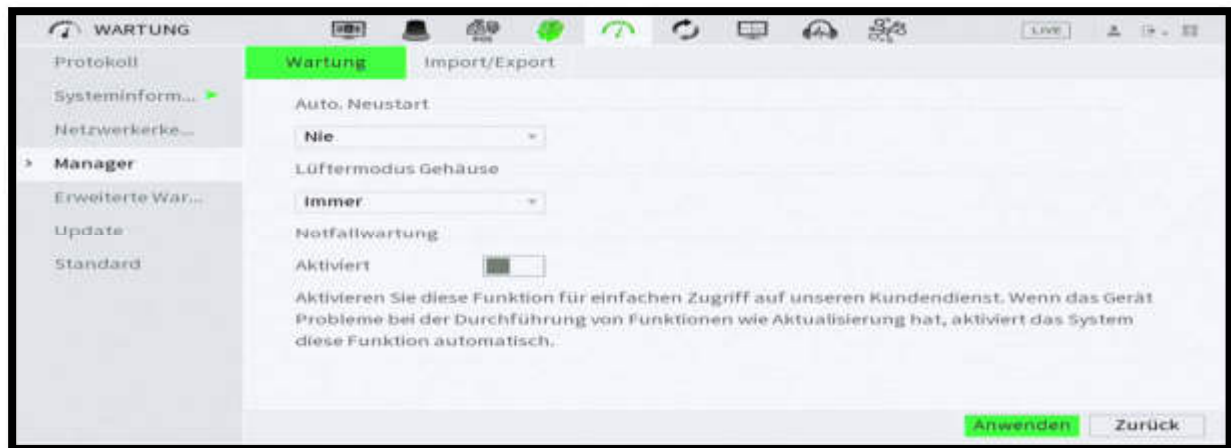 WARTUNG
POS
LIVE
Protokoll
Systeminform...
Netzwerkerke...
Manager
Erweiterte War...
Update
Standard
Wartung
Import/Export
Auto. Neustart
Nie
Lüftermodus Gehäuse
Immer
Notfallwartung
Aktiviert
Aktivieren Sie diese Funktion für einfachen Zugriff auf unseren Kundendienst. Wenn das Gerät
Probleme bei der Durchführung von Funktionen wie Aktualisierung hat, aktiviert das System
diese Funktion automatisch.
Anwenden
Zurück